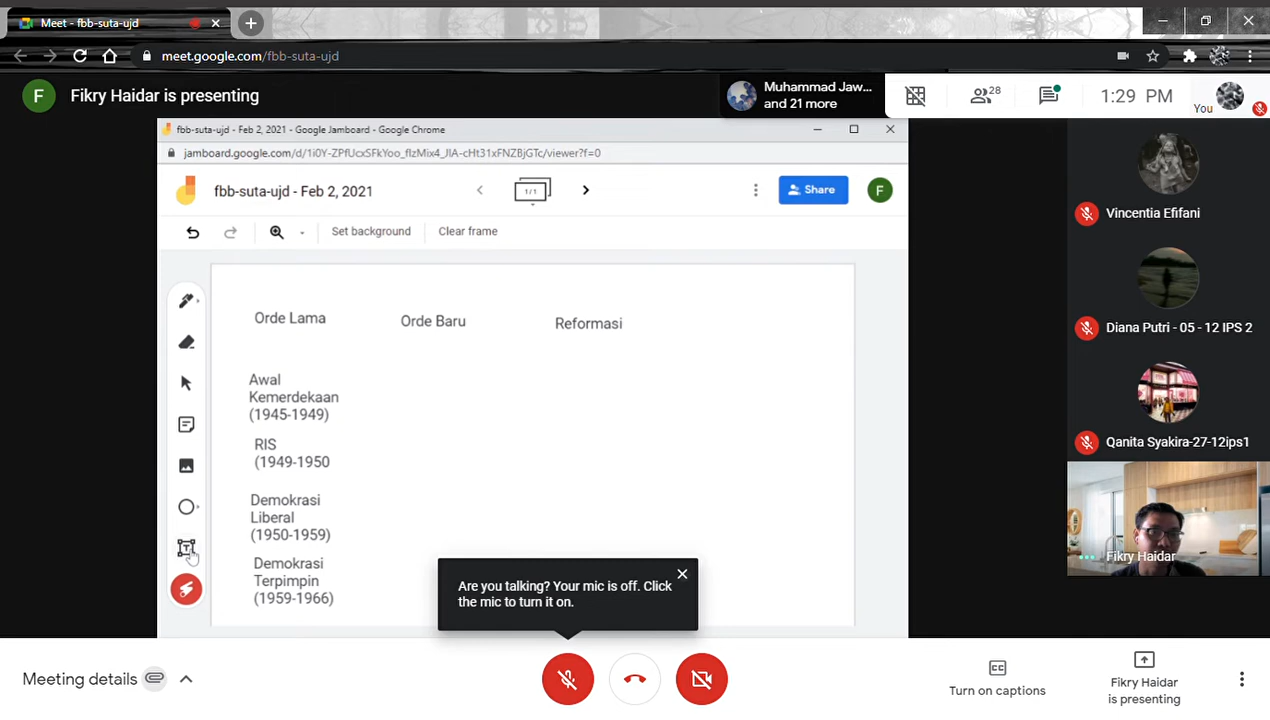 Meet - fbb-suta-ujd
meet.google.com/fbb-suta-ujd
F
Fikry Haidar is presenting
Muhammad Jaw...
and 21 more
28
1:29 PM
You
fbb-suta-ujd - Feb 2, 2021 - Google Jamboard - Google Chrome
jamboard.google.com/d/1i0Y-ZPfUcxSFkYoo_fIzMix4_JIA-cHt31xFNZBjGTc/viewer?f=0
fbb-suta-ujd - Feb 2, 2021
1/1
Share
F
Set background
Clear frame
Orde Lama
Orde Baru
Reformasi
Awal
Kemerdekaan
(1945-1949)
RIS
(1949-1950
Demokrasi
Liberal
(1950-1959)
Demokrasi
Terpimpin
(1959-1966)
Vincentia Efifani
Diana Putri - 05 - 12 IPS 2
Qanita Syakira-27-12ips1
Fikry Haidar
Are you talking? Your mic is off. Click
the mic to turn it on.
Meeting details
CC
Turn on captions
Fikry Haidar
is presenting